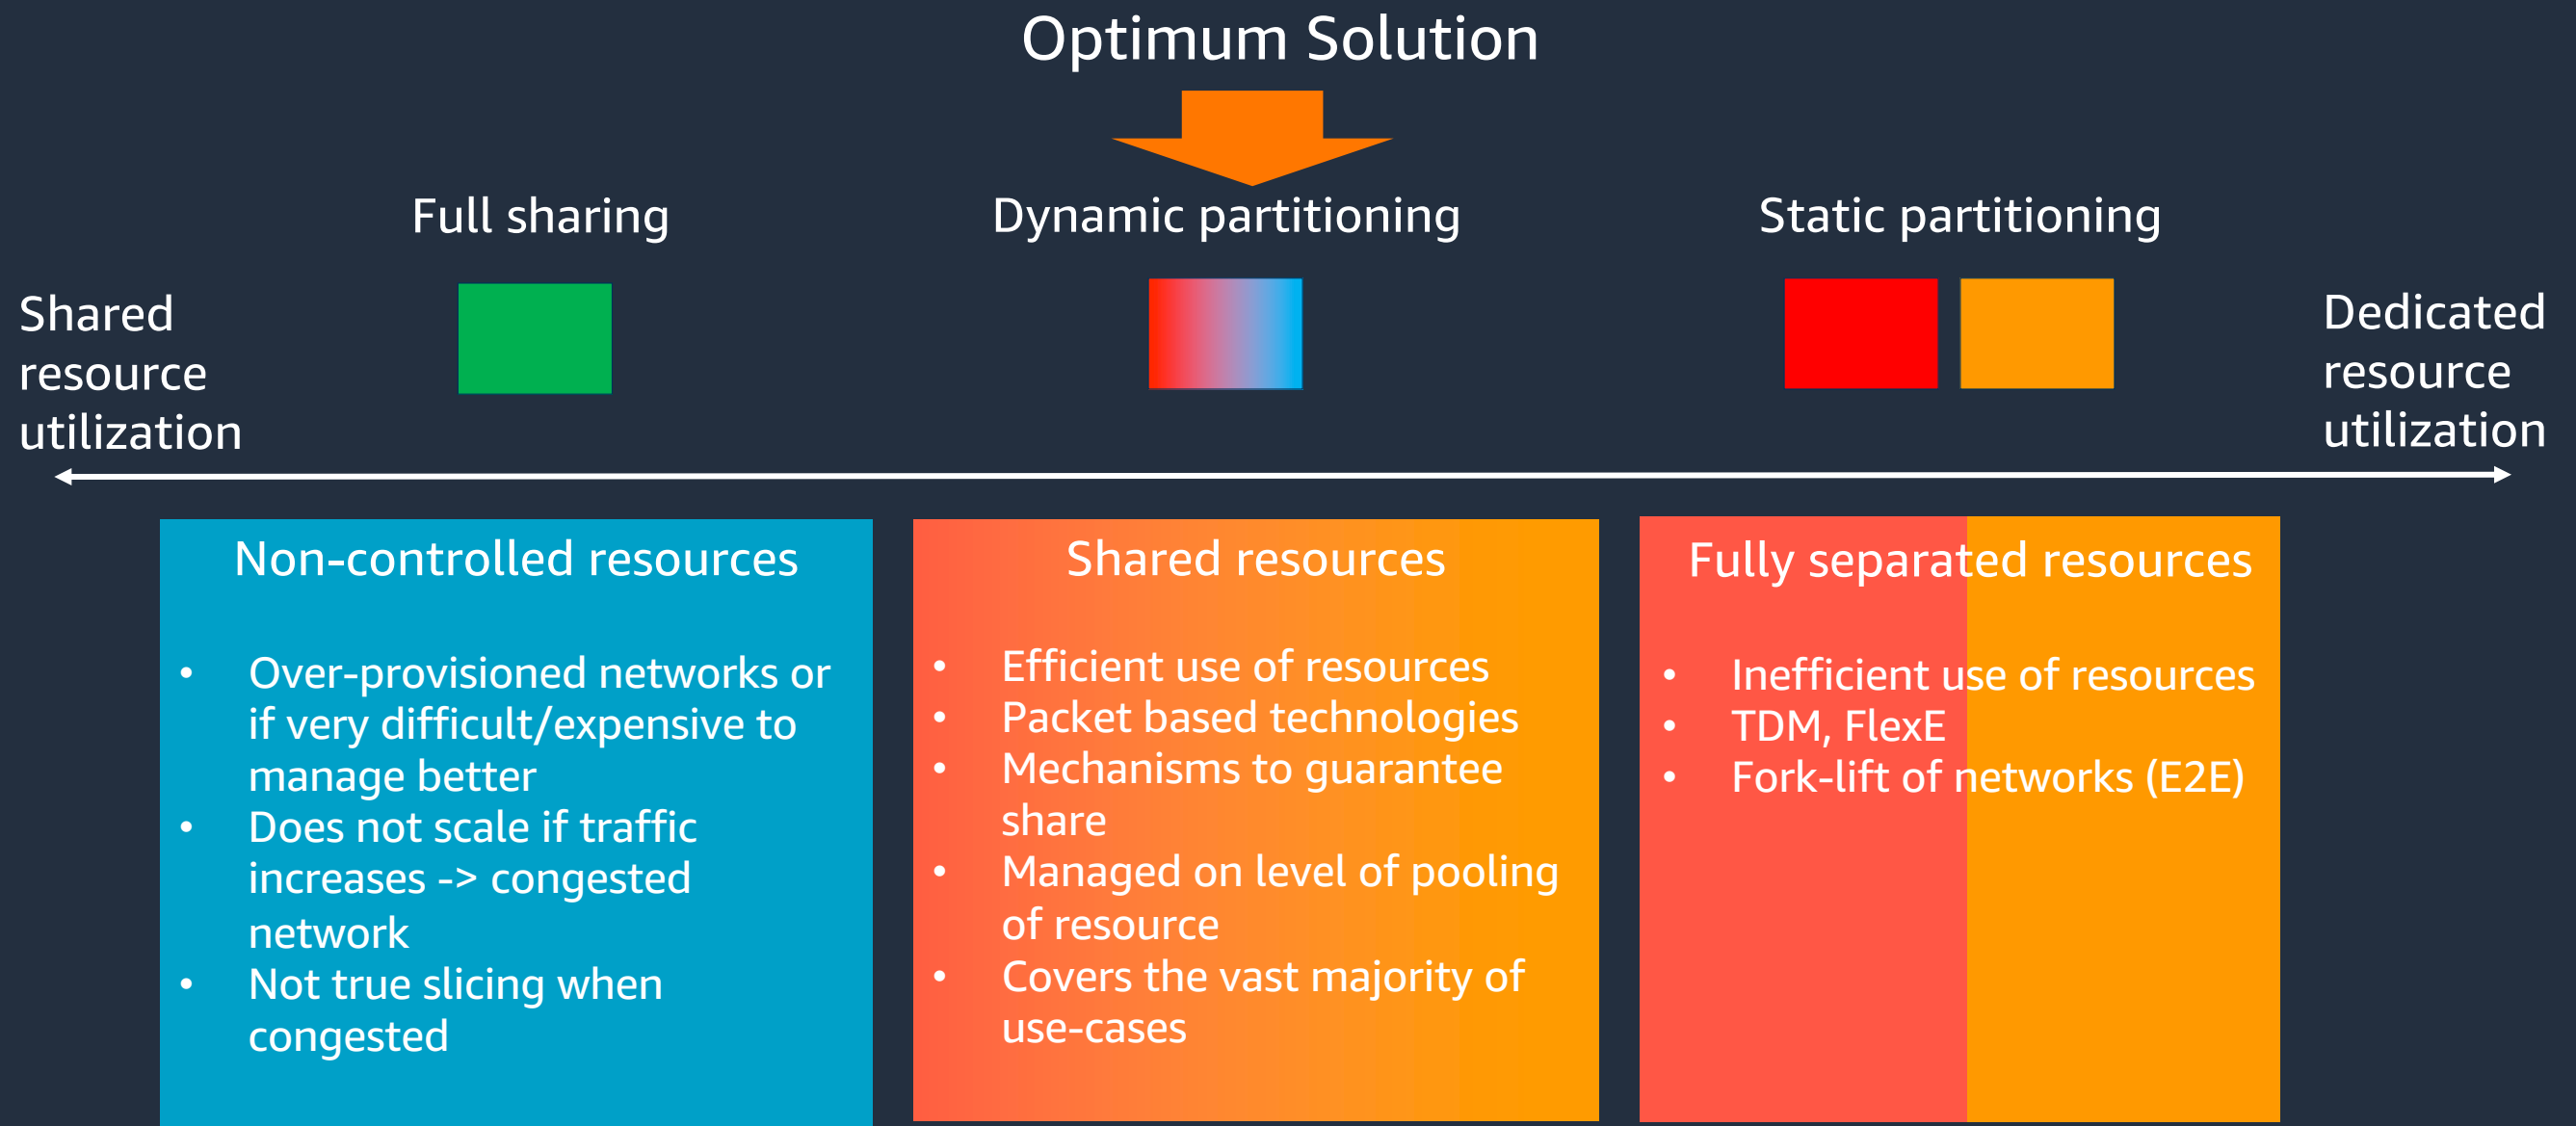 Optimum Solution
Full sharing
Dynamic partitioning
Static partitioning
Shared
resource
utilization
Dedicated
resource
utilization
Non-controlled resources
• Over-provisioned networks or
if very difficult/expensive to
manage better
• Does not scale if traffic
increases -> congested
network
• Not true slicing when
congested
Shared resources
• Efficient use of resources
• Packet based technologies
• Mechanisms to guarantee
share
• Managed on level of pooling
of resource
• Covers the vast majority of
use-cases
Fully separated resources
• Inefficient use of resources
• TDM, FlexE
• Fork-lift of networks (E2E)